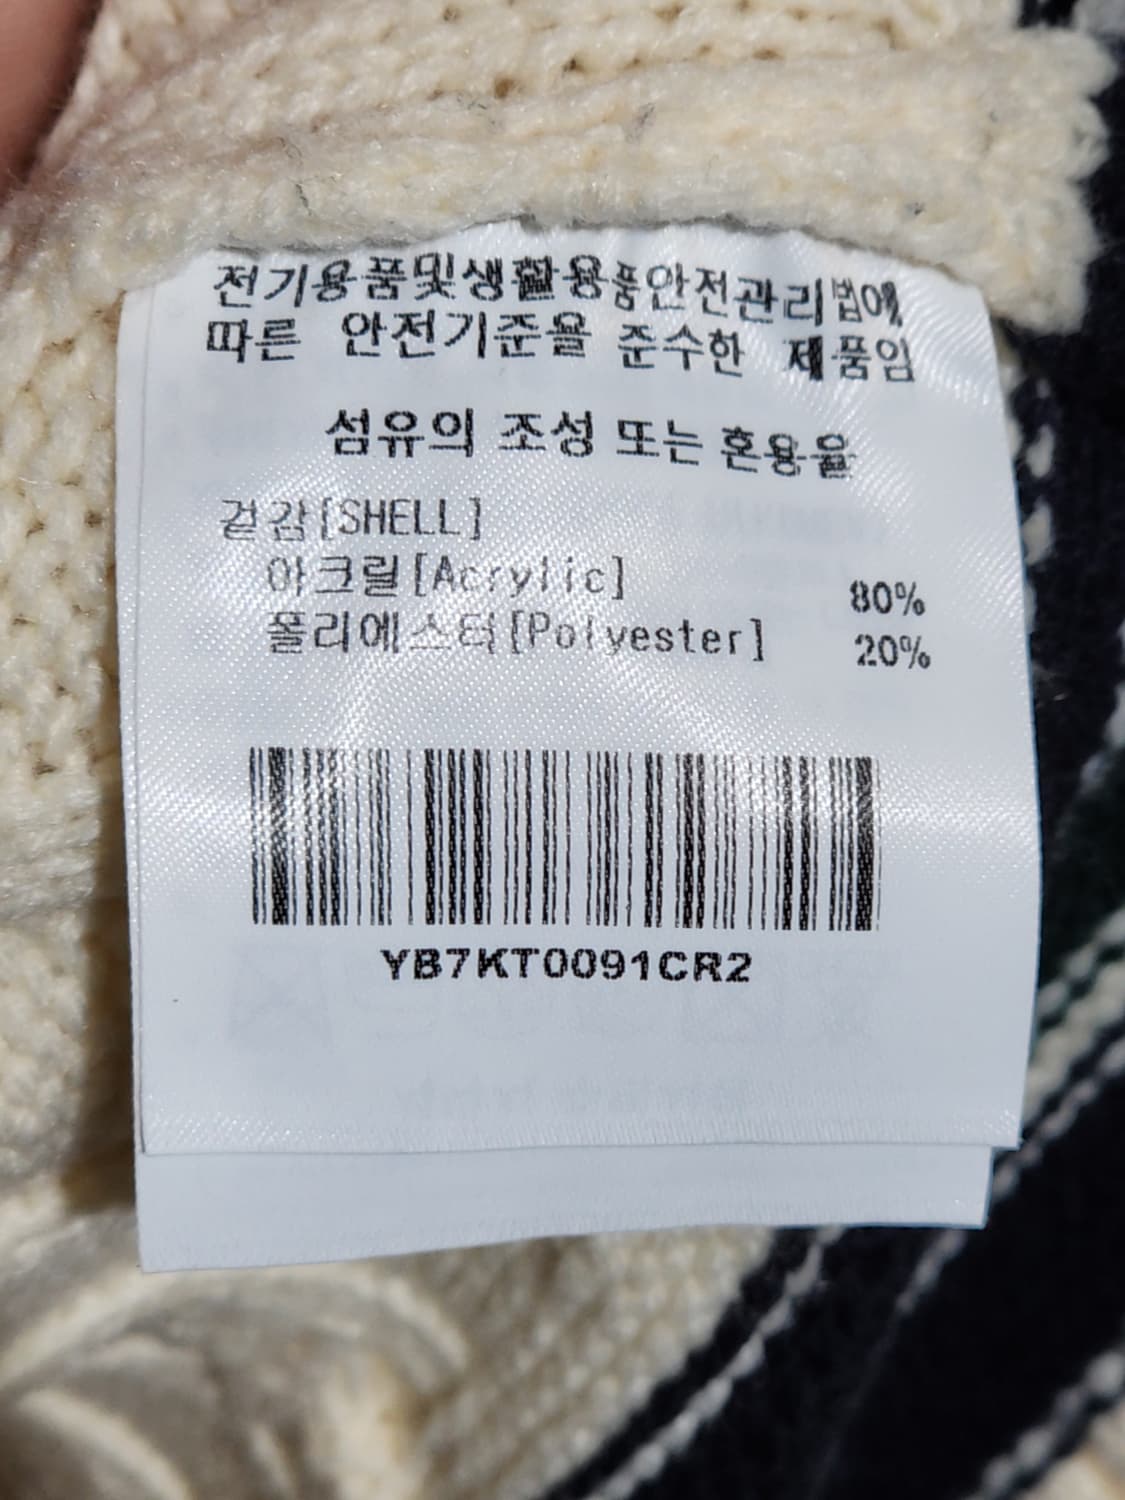 전기용품및생활용품안전관리법에
따른 안전기준을 준수한 제품임
섬유의 조성 또는 혼용율
겉감[SHELL]
아크릴[Acrylic] 80%
폴리에스터[Polyester] 20%
YB7KT0091CR2